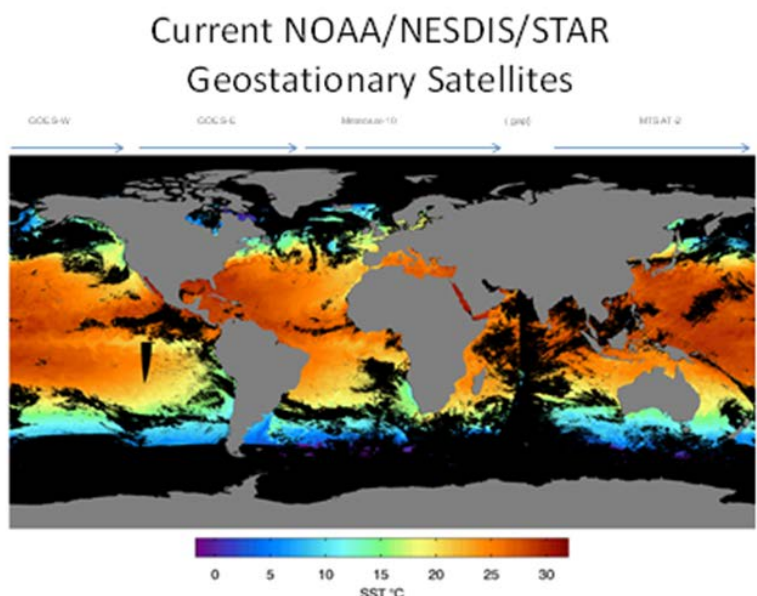 Current NOAA/NESDIS/STAR
Geostationary Satellites
GOES-W GOES-E Meteosat-10 ( gap) MTSAT-2
0 5 10 15 20 25 30
SST °C